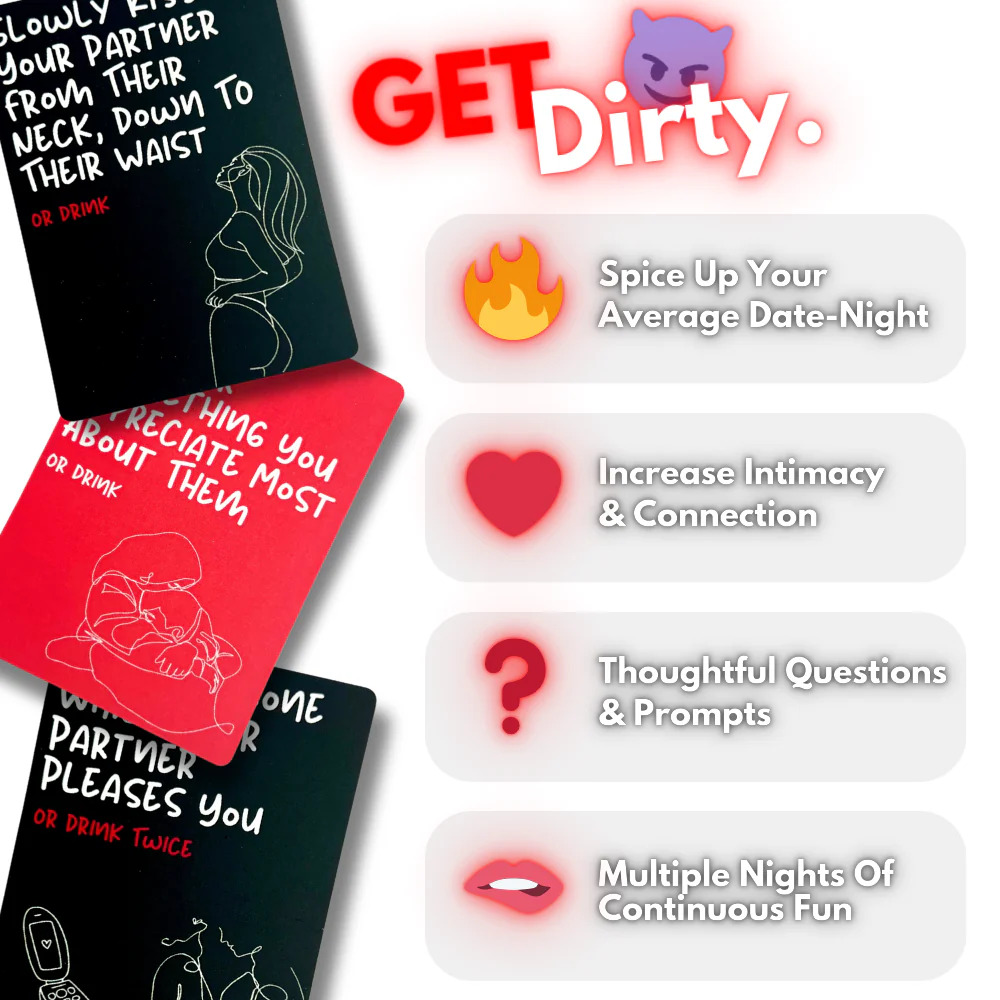 SLOWLY KISS
YOUR PARTNER
FROM THEIR
NECK, DOWN TO
THEIR WAIST
OR DRINK
GET
Dirty.
Spice Up Your
Average Date-Night
Increase Intimacy
& Connection
Thoughtful Questions
& Prompts
Multiple Nights Of
Continuous Fun
YOU
MOST
ABOUT THEM
OR DRINK
PARTNER
PLEASES YOU
OR DRINK TWICE